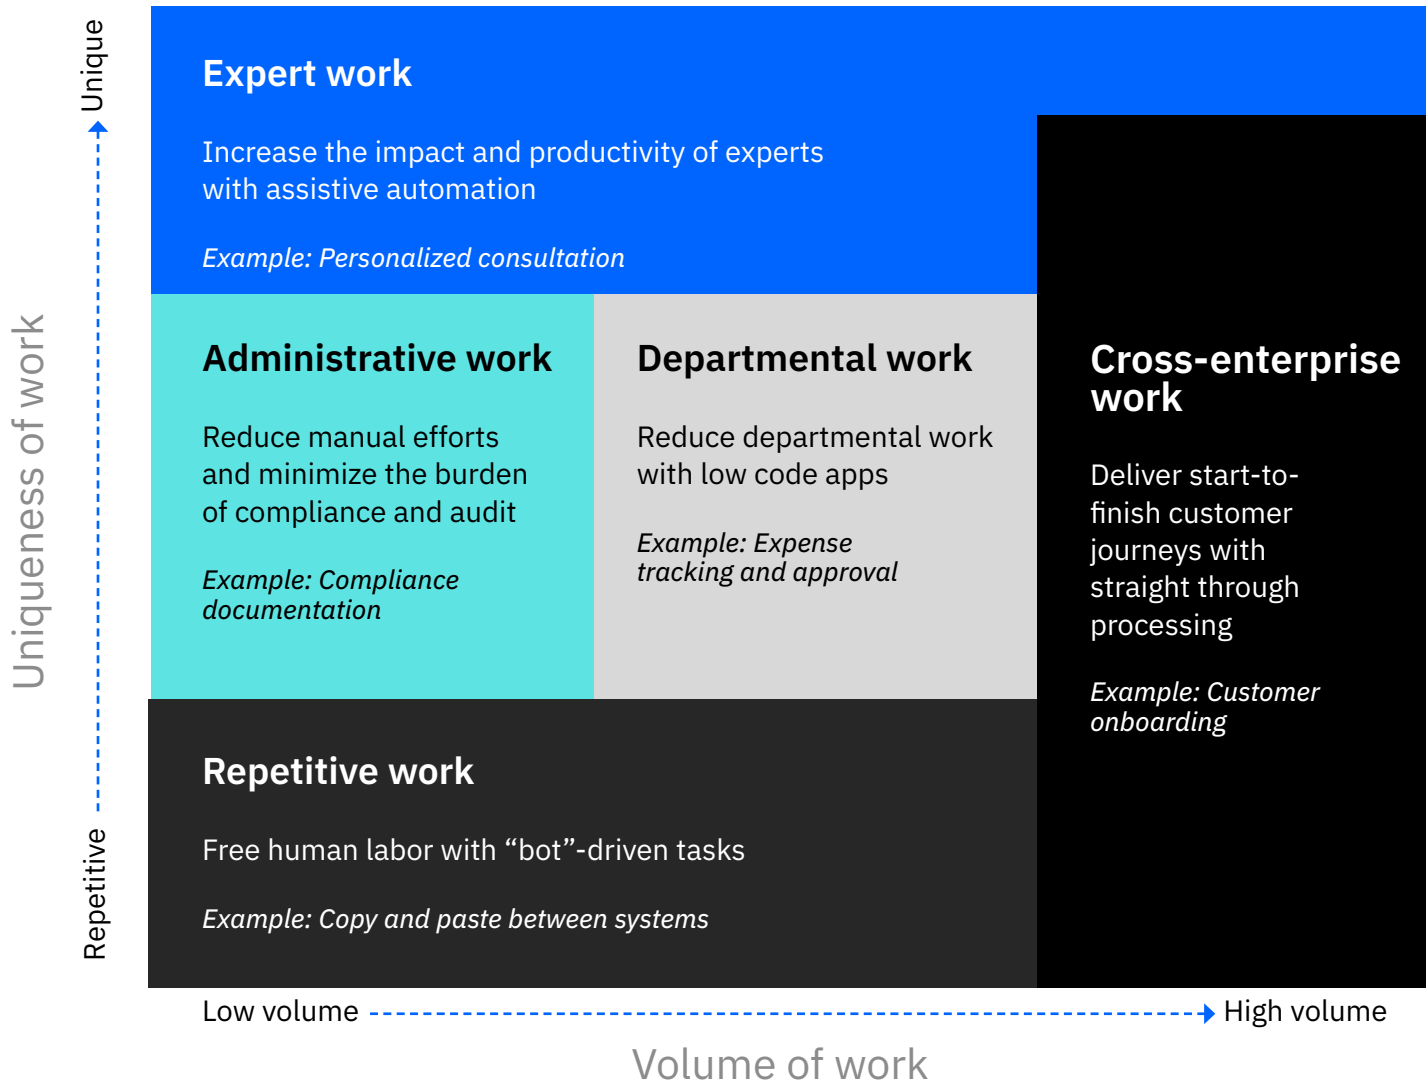 Uniqueness of work
Unique
Repetitive
Expert work
Increase the impact and productivity of experts
with assistive automation
Example: Personalized consultation
Administrative work
Reduce manual efforts
and minimize the burden
of compliance and audit
Example: Compliance
documentation
Departmental work
Reduce departmental work
with low code apps
Example: Expense
tracking and approval
Cross-enterprise
work
Deliver start-to-
finish customer
journeys with
straight through
processing
Example: Customer
onboarding
Repetitive work
Free human labor with “bot”-driven tasks
Example: Copy and paste between systems
Low volume
High volume
Volume of work